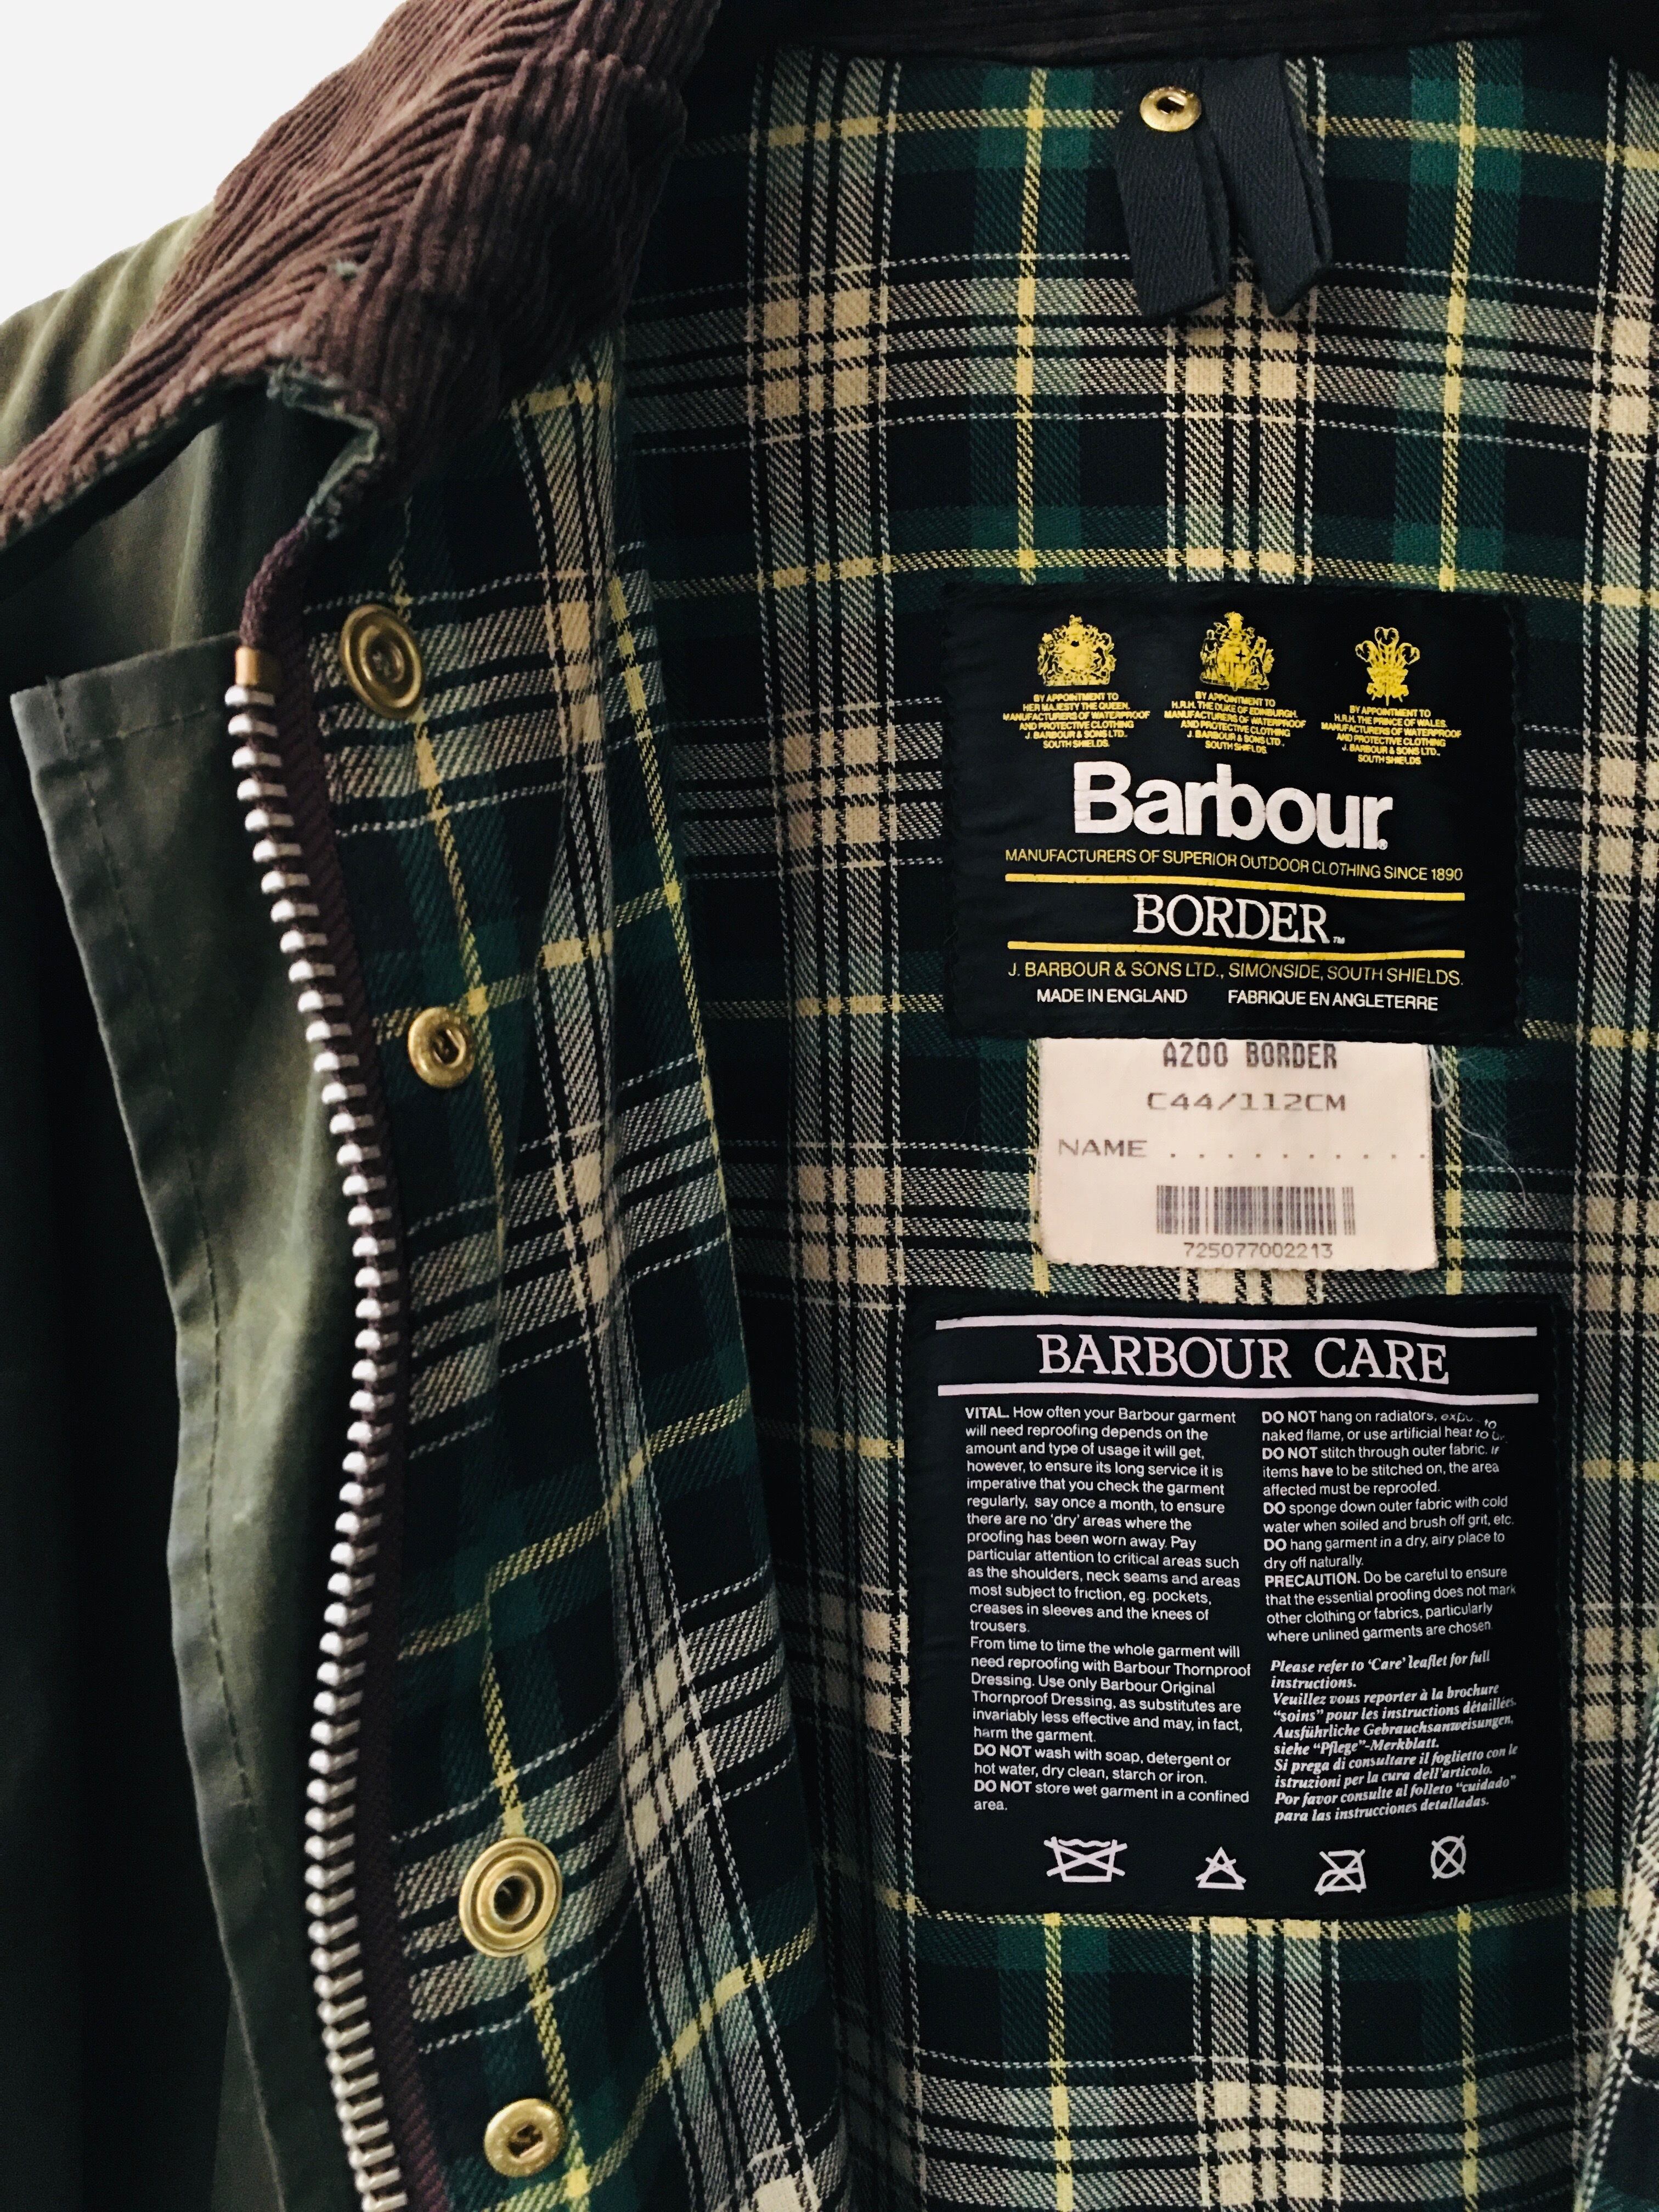 BY APPOINTMENT TO
HER MAJESTY THE QUEEN.
MANUFACTURERS OF WATERPROOF
AND PROTECTIVE CLOTHING
J. BARBOUR & SONS LTD.
SOUTH SHIELDS.
BY APPOINTMENT TO
H.R.H. THE DUKE OF EDINBURGH.
MANUFACTURERS OF WATERPROOF
AND PROTECTIVE CLOTHING
J. BARBOUR & SONS LTD.,
SOUTH SHIELDS.
BY APPOINTMENT TO
H.R.H. THE PRINCE OF WALES.
MANUFACTURERS OF WATERPROOF
AND PROTECTIVE CLOTHING
J. BARBOUR & SONS LTD.,
SOUTH SHIELDS
Barbour®
MANUFACTURERS OF SUPERIOR OUTDOOR CLOTHING SINCE 1890
BORDER™
J. BARBOUR & SONS LTD., SIMONSIDE, SOUTH SHIELDS.
MADE IN ENGLAND FABRIQUE EN ANGLETERRE
A200 BORDER
C44/112CM
NAME . . . . . . . . . .
725077002213
BARBOUR CARE
VITAL. How often your Barbour garment
will need reproofing depends on the
amount and type of usage it will get,
however, to ensure its long service it is
imperative that you check the garment
regularly, say once a month, to ensure
there are no 'dry' areas where the
proofing has been worn away. Pay
particular attention to critical areas such
as the shoulders, neck seams and areas
most subject to friction, eg. pockets,
creases in sleeves and the knees of
trousers.
From time to time the whole garment will
need reproofing with Barbour Thornproof
Dressing. Use only Barbour Original
Thornproof Dressing, as substitutes are
invariably less effective and may, in fact,
harm the garment.
DO NOT wash with soap, detergent or
hot water, dry clean, starch or iron.
DO NOT store wet garment in a confined
area.
DO NOT hang on radiators, to
naked flame, or use artificial heat to
DO NOT stitch through outer fabric. If
items have to be stitched on, the area
affected must be reproofed.
DO sponge down outer fabric with cold
water when soiled and brush off grit, etc.
DO hang garment in a dry, airy place to
dry off naturally.
PRECAUTION. Do be careful to ensure
that the essential proofing does not mark
other clothing or fabrics, particularly
where unlined garments are chosen.
Please refer to 'Care' leaflet for full
instructions.
Veuillez vous reporter à la brochure
"soins" pour les instructions détaillées.
Ausführliche Gebrauchsanweisungen,
siehe "Pflege"-Merkblatt.
Si prega di consultare il foglietto con le
istruzioni per la cura dell'articolo.
Por favor consulte al folleto "cuidado"
para las instrucciones detalladas.